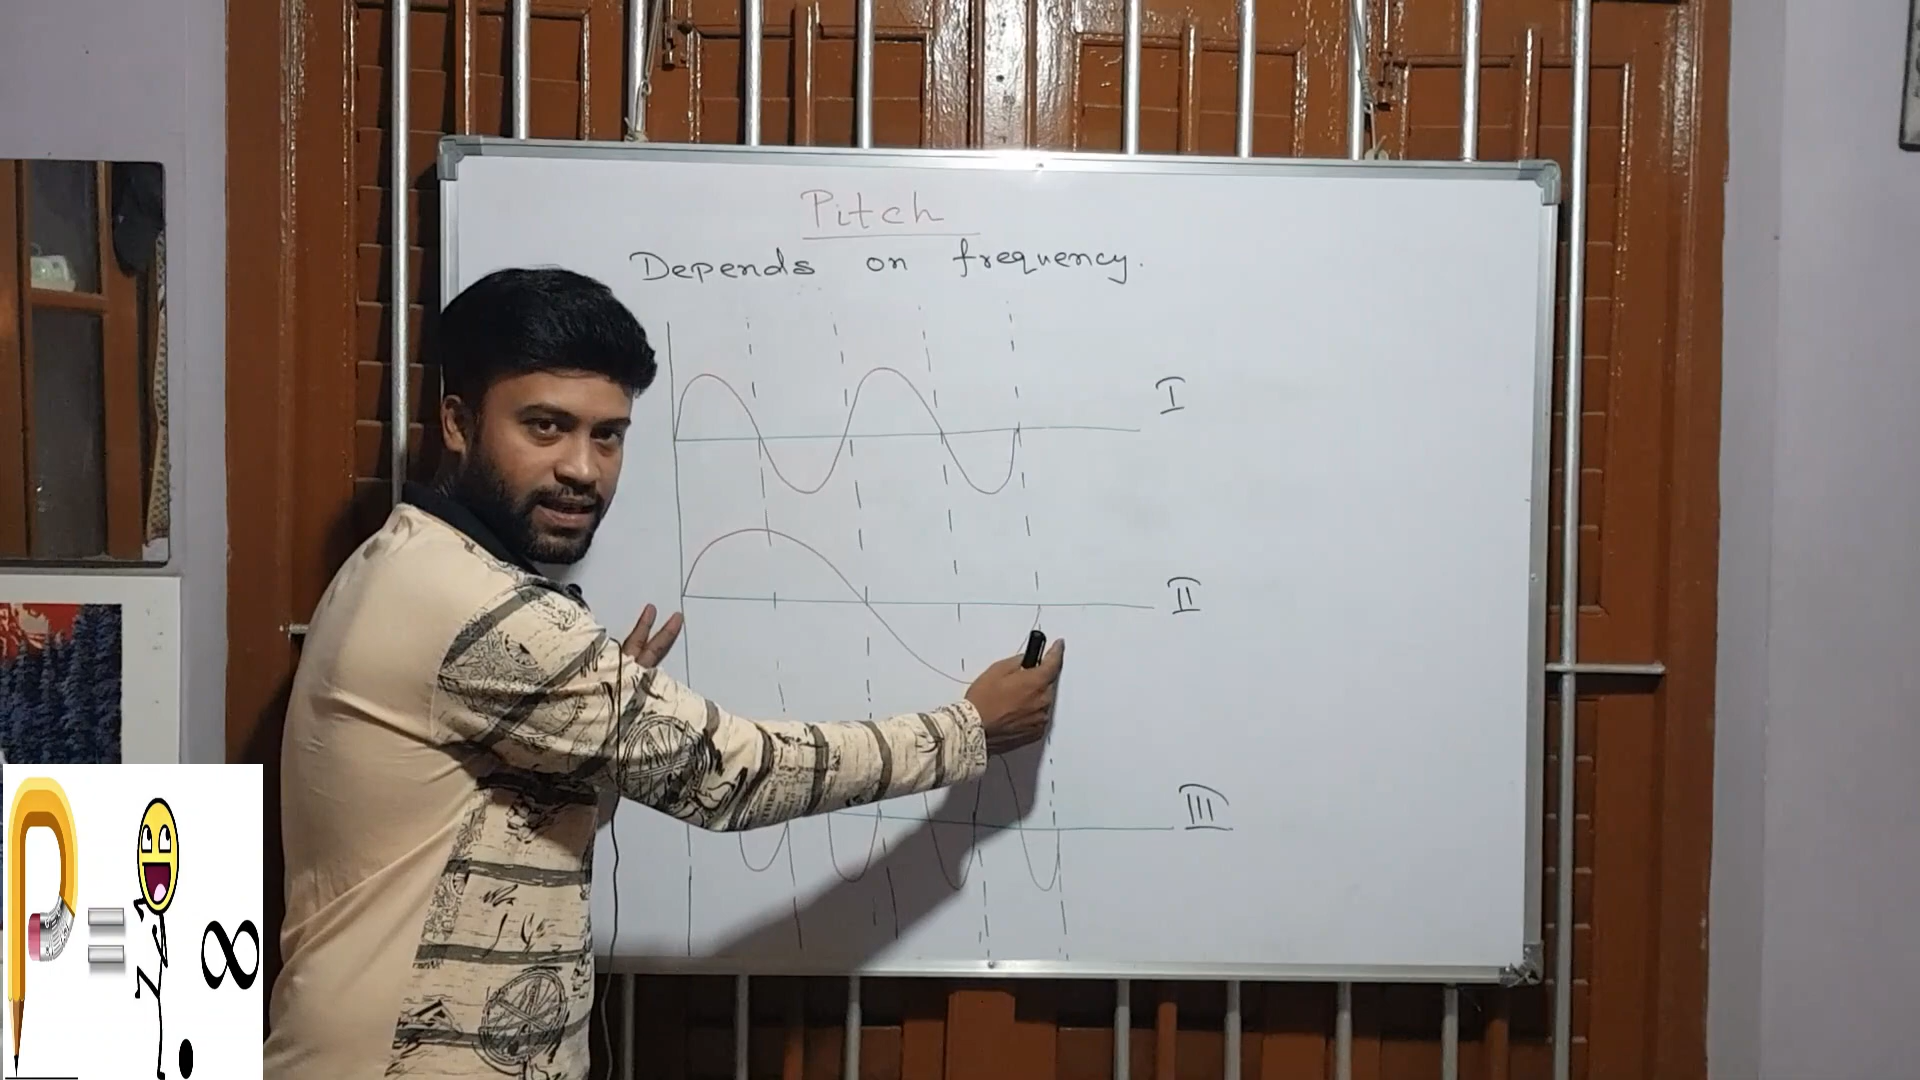 Pitch
Depends on frequency.
I
II
III